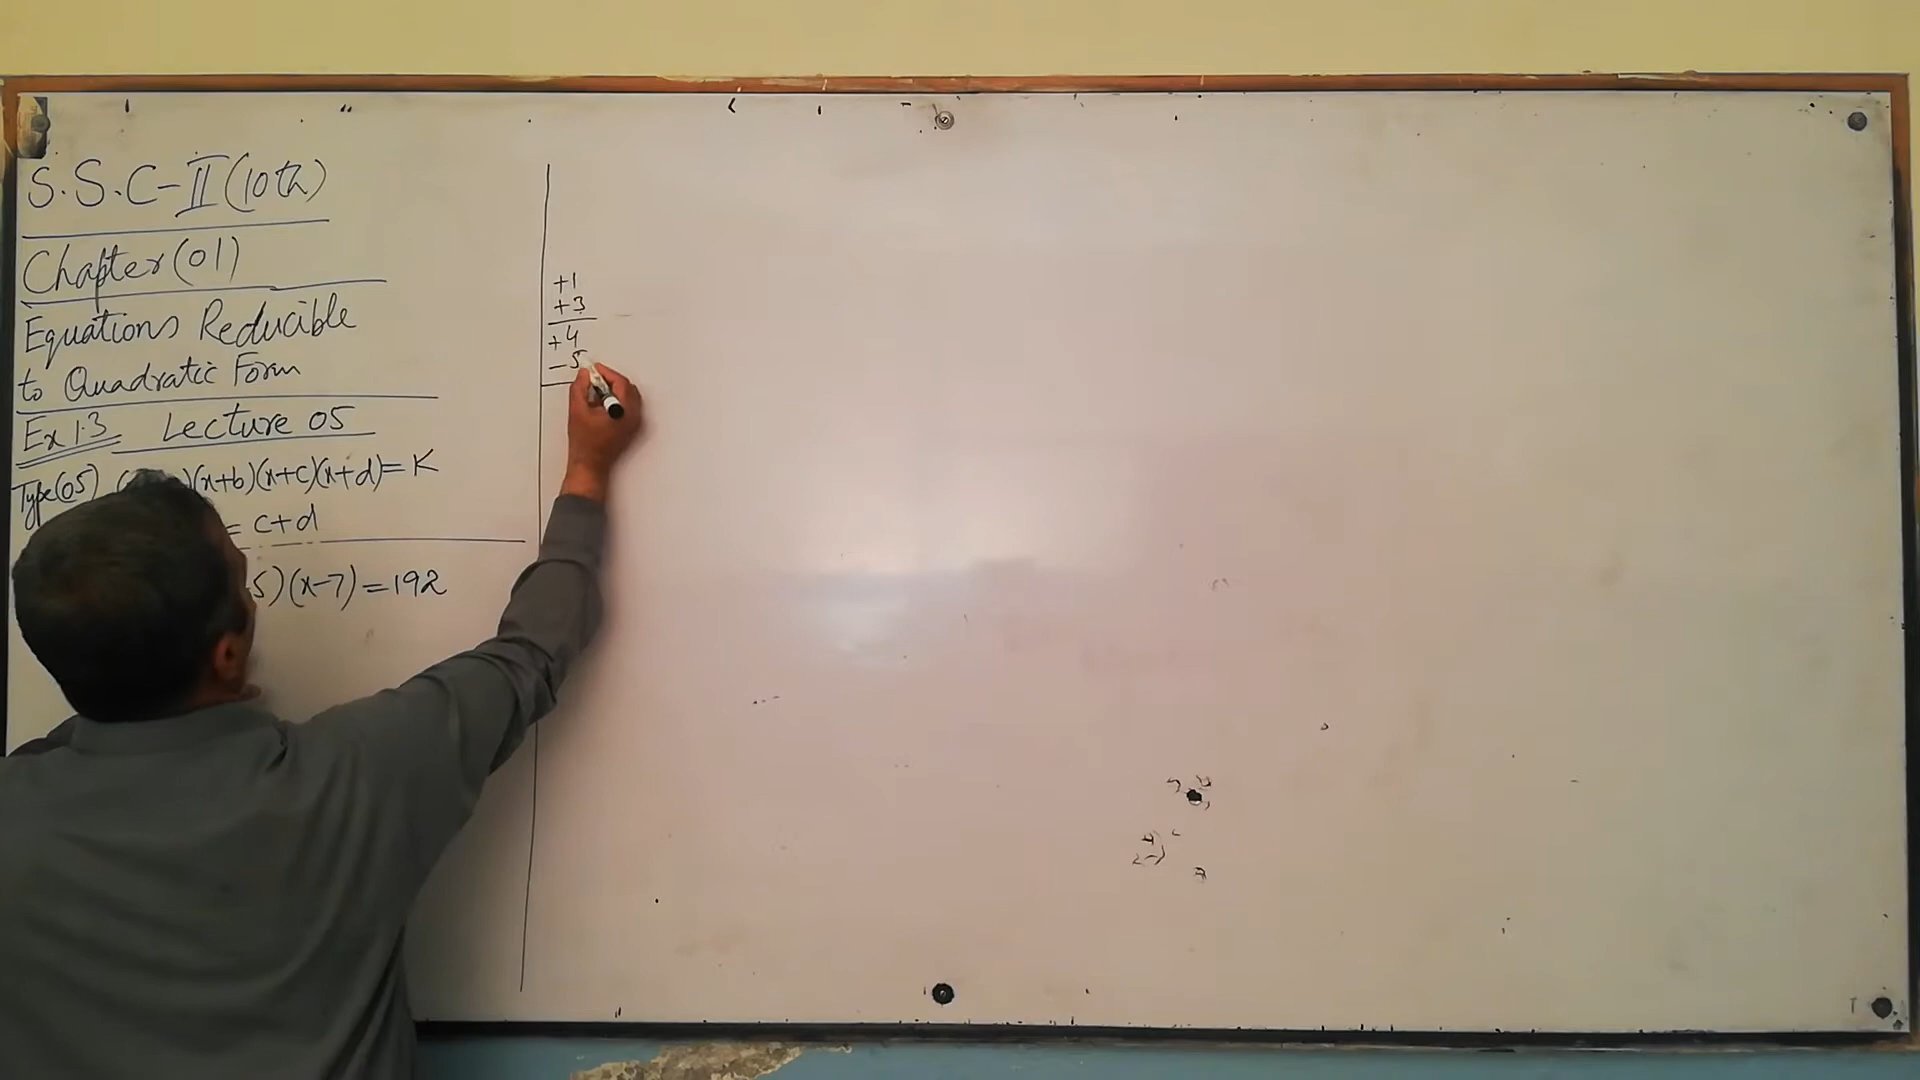 S.S.C-II (10th)
Chapter (01)
Equations Reducible
to Quadratic Form
Ex 1.3 Lecture 05
Type (05) (x+b)(x+c)(x+d)=K
= c+d
5)(x-7)=192
+1
+3
+4
-5